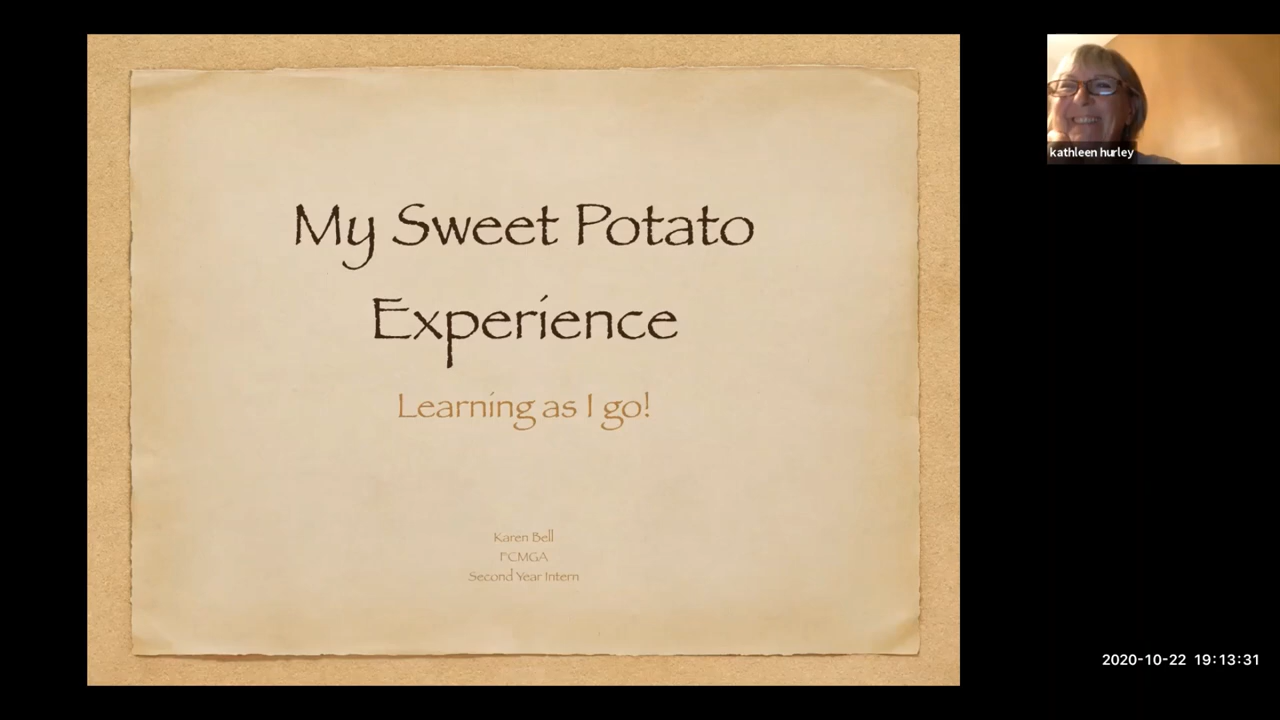 My Sweet Potato
Experience
Learning as I go!
Karen Bell
Second Year Intern
kathleen hurley
2020-10-22 19:13:31